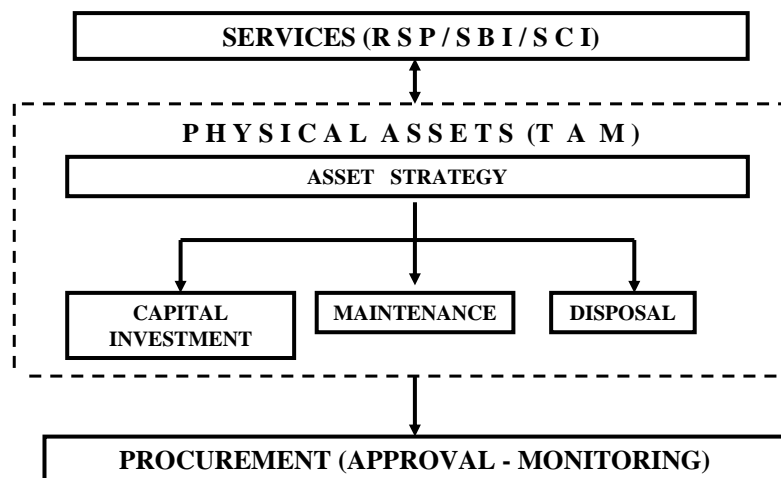 SERVICES (R S P / S B I / S C I)
P H Y S I C A L  A S S E T S  (T  A  M )
ASSET  STRATEGY
CAPITAL
INVESTMENT
MAINTENANCE
DISPOSAL
PROCUREMENT (APPROVAL - MONITORING)